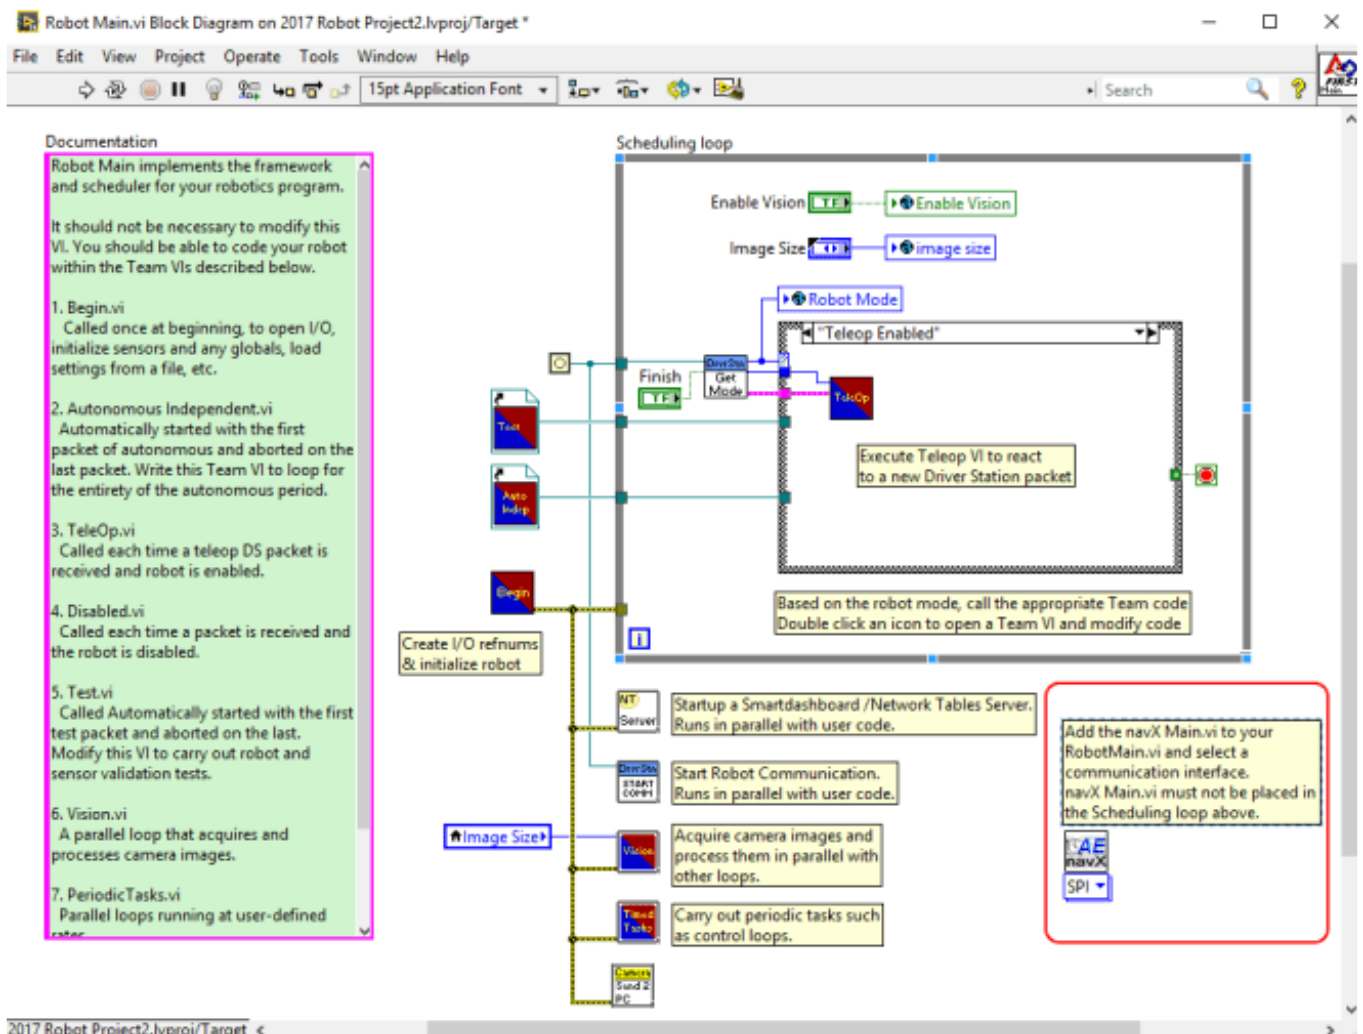 Robot Main.vi Block Diagram on 2017 Robot Project2.lvproj/Target *
File Edit View Project Operate Tools Window Help
15pt Application Font
Search
FIRST
Main
Documentation
Robot Main implements the framework
and scheduler for your robotics program.
It should not be necessary to modify this
VI. You should be able to code your robot
within the Team VIs described below.
1. Begin.vi
Called once at beginning, to open I/O,
initialize sensors and any globals, load
settings from a file, etc.
2. Autonomous Independent.vi
Automatically started with the first
packet of autonomous and aborted on the
last packet. Write this Team VI to loop for
the entirety of the autonomous period.
3. TeleOp.vi
Called each time a teleop DS packet is
received and robot is enabled.
4. Disabled.vi
Called each time a packet is received and
the robot is disabled.
5. Test.vi
Called Automatically started with the first
test packet and aborted on the last.
Modify this VI to carry out robot and
sensor validation tests.
6. Vision.vi
A parallel loop that acquires and
processes camera images.
7. PeriodicTasks.vi
Parallel loops running at user-defined
rates.
Scheduling loop
Enable Vision
TF
Enable Vision
Image Size
image size
Robot Mode
"Teleop Enabled"
Finish
TF
DrvrStn
Get
Mode
TeleOp
Test
Execute Teleop VI to react
to a new Driver Station packet
Auto
Indep
Begin
Based on the robot mode, call the appropriate Team code
Double click an icon to open a Team VI and modify code
i
Create I/O refnums
& initialize robot
NT
Server
Startup a Smartdashboard /Network Tables Server.
Runs in parallel with user code.
DrvrStn
START
COMM
Start Robot Communication.
Runs in parallel with user code.
Image Size
Vision
Acquire camera images and
process them in parallel with
other loops.
Timed
Tasks
Carry out periodic tasks such
as control loops.
Camera
Send 2
PC
Add the navX Main.vi to your
RobotMain.vi and select a
communication interface.
navX Main.vi must not be placed in
the Scheduling loop above.
AE
navX
SPI
2017 Robot Project2.lvproj/Target